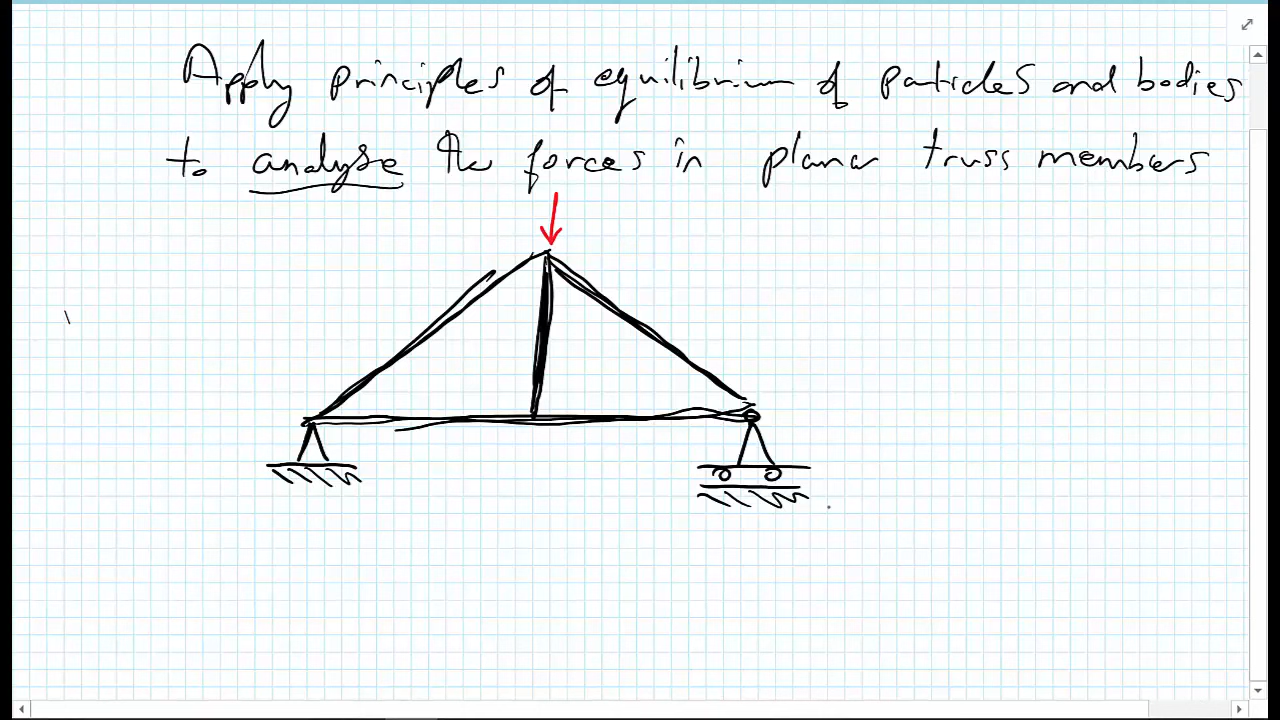 Apply principles of equilibrium of particles and bodies
to analyse the forces in planar truss members